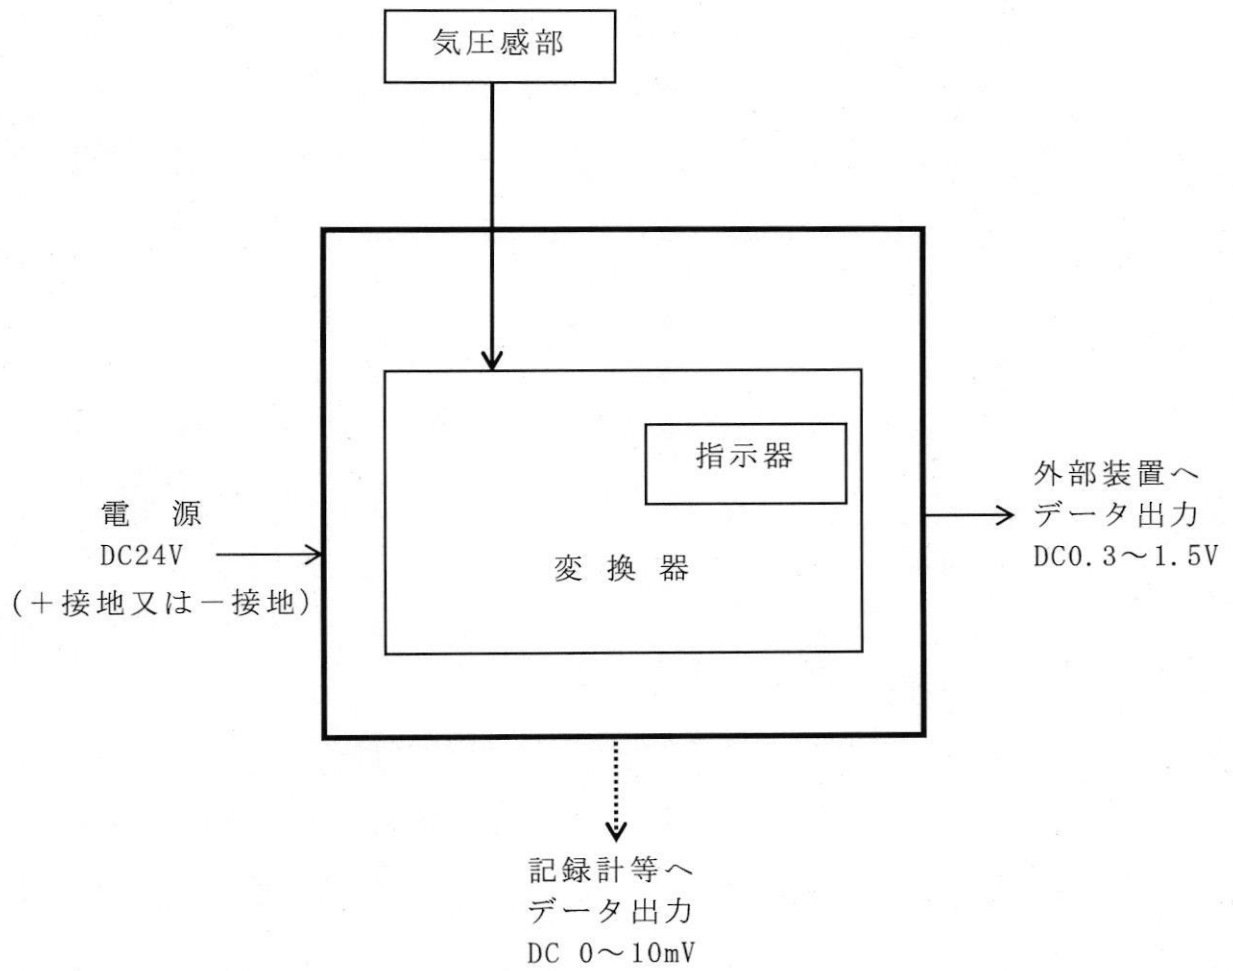 気圧感部
指示器
変換器
電　源
DC24V
(＋接地又は－接地)
外部装置へ
データ出力
DC0.3～1.5V
記録計等へ
データ出力
DC 0～10mV